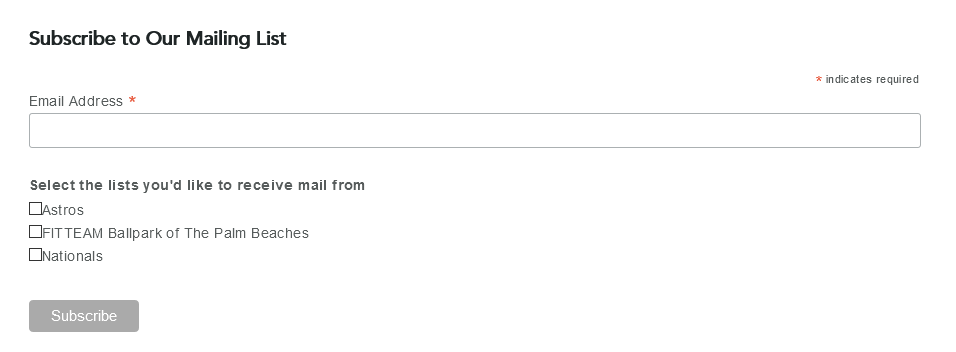 Subscribe to Our Mailing List
* indicates required
Email Address *
Select the lists you'd like to receive mail from
Astros
FITTEAM Ballpark of The Palm Beaches
Nationals
Subscribe